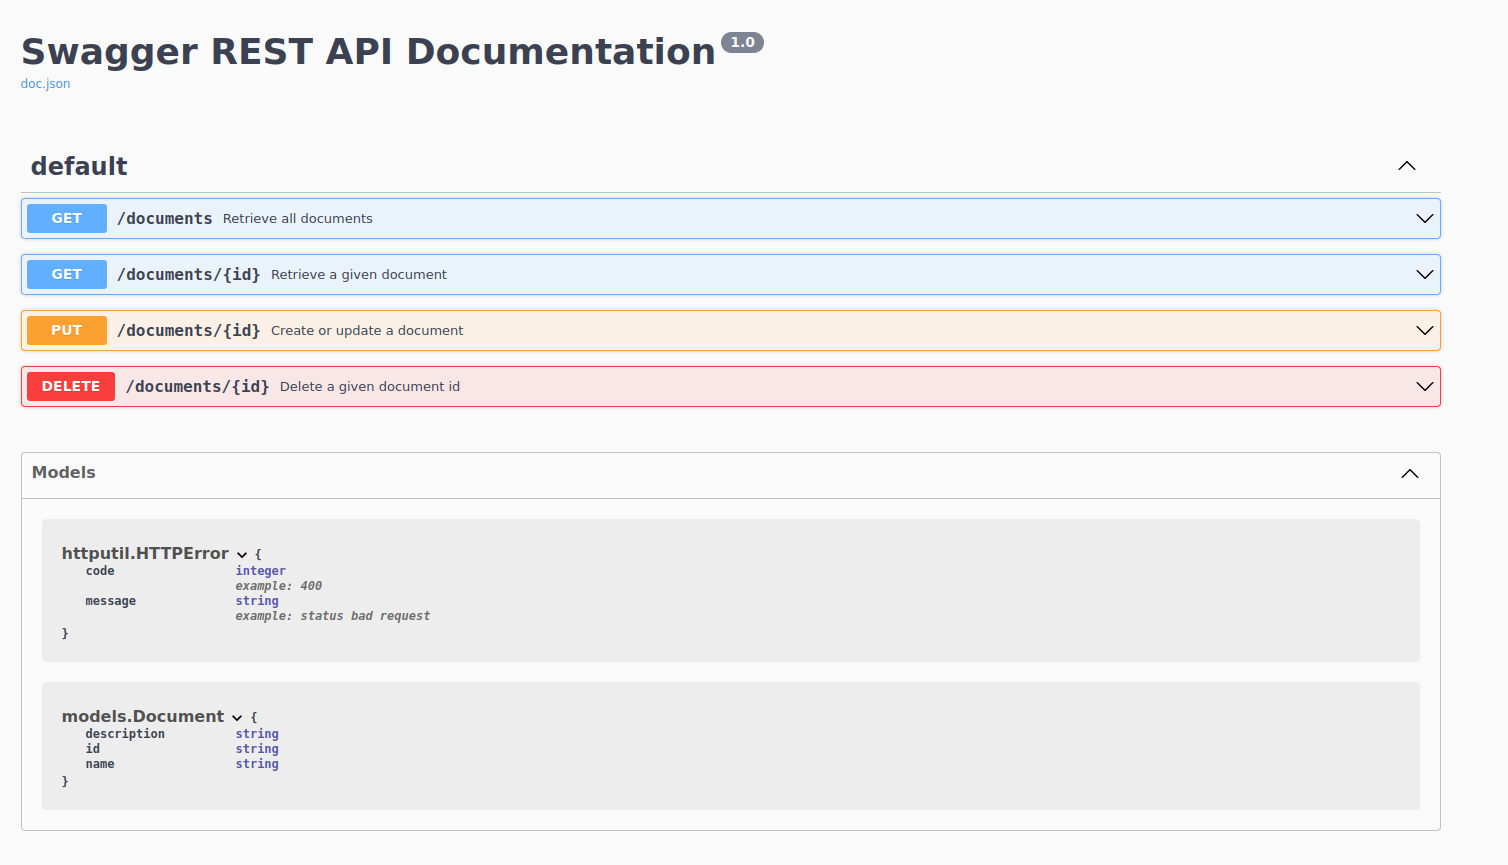 Swagger REST API Documentation 1.0
doc.json
default
GET /documents Retrieve all documents
GET /documents/{id} Retrieve a given document
PUT /documents/{id} Create or update a document
DELETE /documents/{id} Delete a given document id
Models
httputil.HTTPError {
code integer
example: 400
message string
example: status bad request
}
models.Document {
description string
id string
name string
}